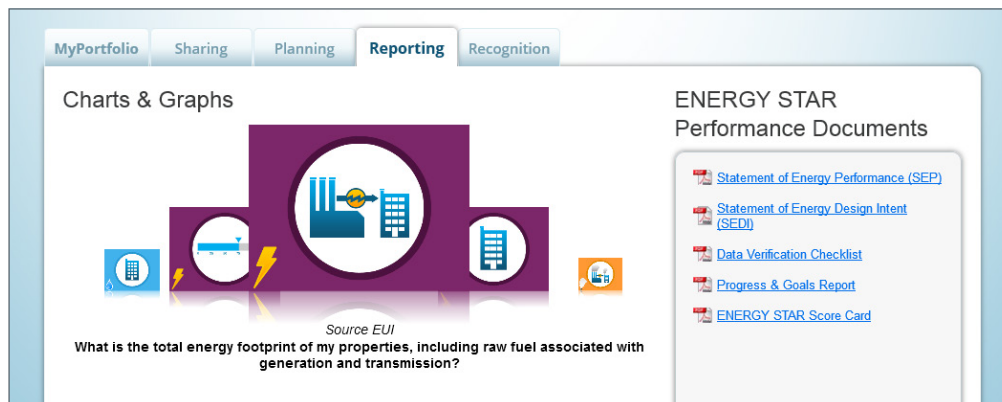 MyPortfolio
Sharing
Planning
Reporting
Recognition
Charts & Graphs
Source EUI
What is the total energy footprint of my properties, including raw fuel associated with
generation and transmission?
ENERGY STAR
Performance Documents
Statement of Energy Performance (SEP)
Statement of Energy Design Intent
(SEDI)
Data Verification Checklist
Progress & Goals Report
ENERGY STAR Score Card